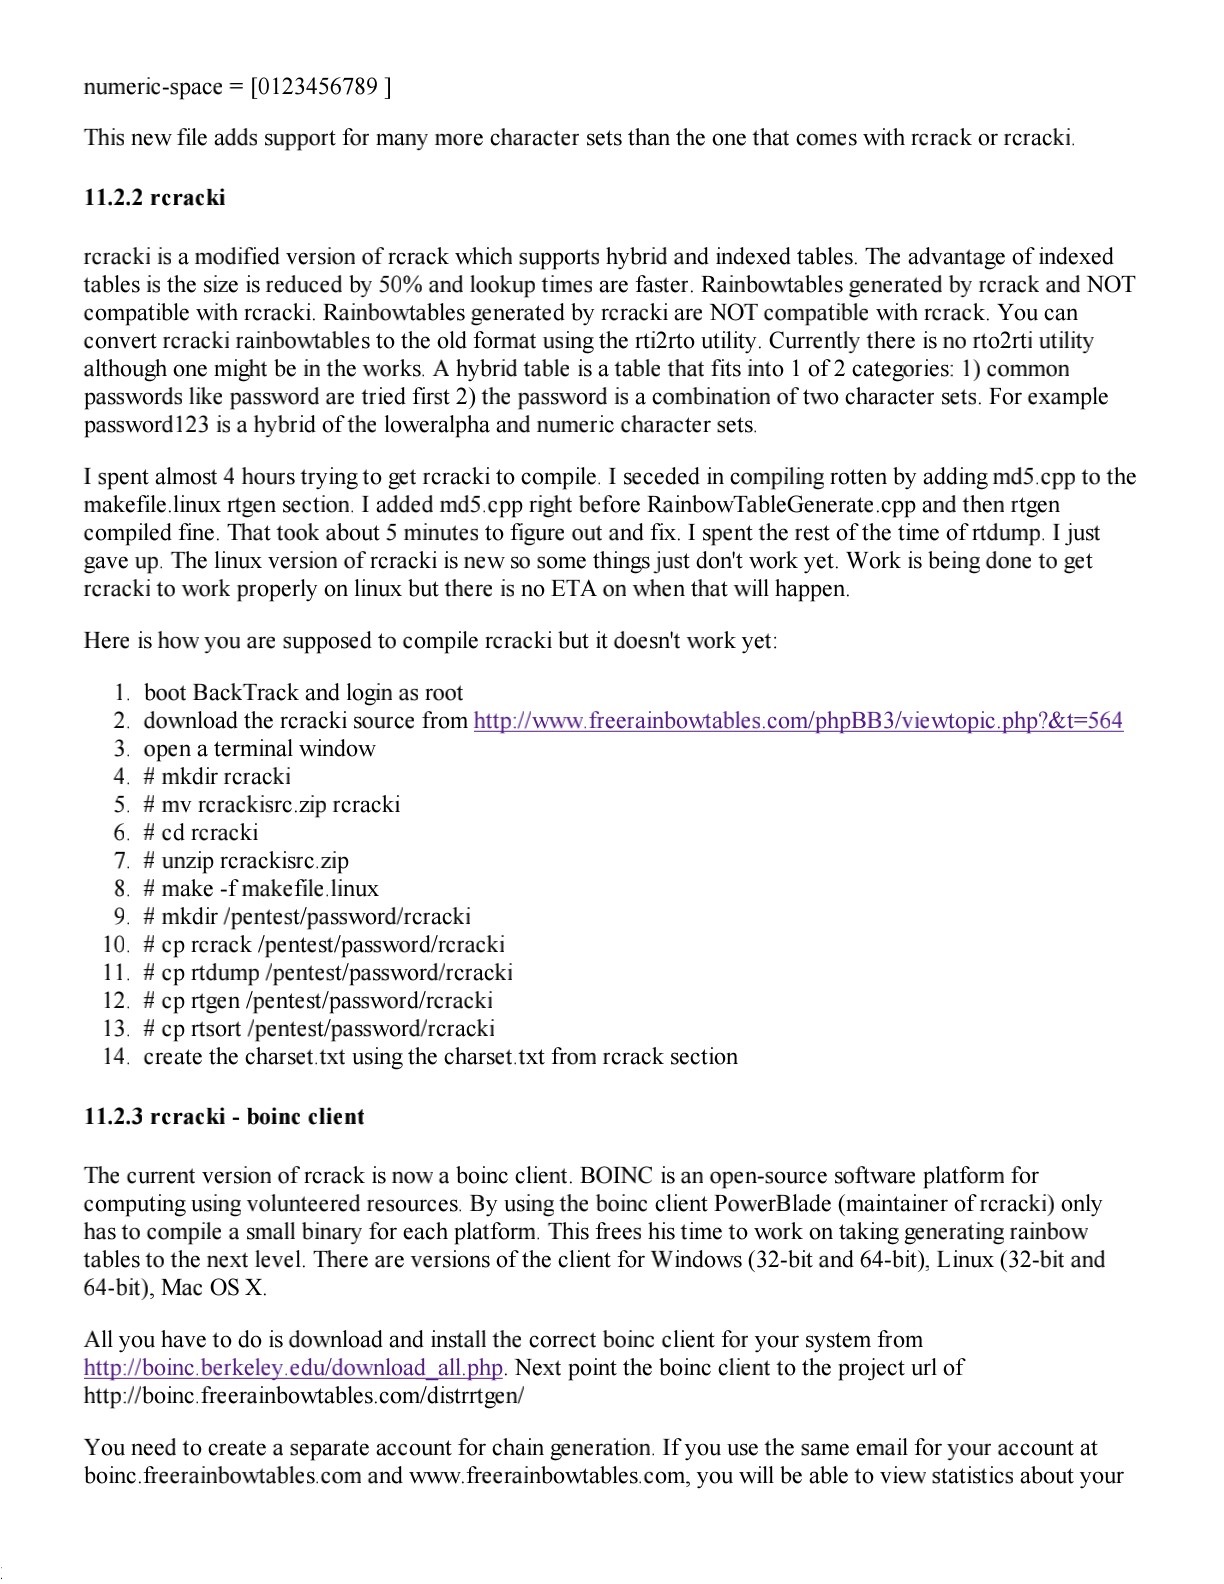 numeric-space = [0123456789 ]
This new file adds support for many more character sets than the one that comes with rcrack or rcracki.
11.2.2 rcracki
rcracki is a modified version of rcrack which supports hybrid and indexed tables. The advantage of indexed
tables is the size is reduced by 50% and lookup times are faster. Rainbowtables generated by rcrack and NOT
compatible with rcracki. Rainbowtables generated by rcracki are NOT compatible with rcrack. You can
convert rcracki rainbowtables to the old format using the rti2rto utility. Currently there is no rto2rti utility
although one might be in the works. A hybrid table is a table that fits into 1 of 2 categories: 1) common
passwords like password are tried first 2) the password is a combination of two character sets. For example
password123 is a hybrid of the loweralpha and numeric character sets.
I spent almost 4 hours trying to get rcracki to compile. I seceded in compiling rotten by adding md5.cpp to the
makefile.linux rtgen section. I added md5.cpp right before RainbowTableGenerate.cpp and then rtgen
compiled fine. That took about 5 minutes to figure out and fix. I spent the rest of the time of rtdump. I just
gave up. The linux version of rcracki is new so some things just don't work yet. Work is being done to get
rcracki to work properly on linux but there is no ETA on when that will happen.
Here is how you are supposed to compile rcracki but it doesn't work yet:
1. boot BackTrack and login as root
2. download the rcracki source from http://www.freerainbowtables.com/phpBB3/viewtopic.php?&t=564
3. open a terminal window
4. # mkdir rcracki
5. # mv rcrackisrc.zip rcracki
6. # cd rcracki
7. # unzip rcrackisrc.zip
8. # make -f makefile.linux
9. # mkdir /pentest/password/rcracki
10. # cp rcrack /pentest/password/rcracki
11. # cp rtdump /pentest/password/rcracki
12. # cp rtgen /pentest/password/rcracki
13. # cp rtsort /pentest/password/rcracki
14. create the charset.txt using the charset.txt from rcrack section
11.2.3 rcracki - boinc client
The current version of rcrack is now a boinc client. BOINC is an open-source software platform for
computing using volunteered resources. By using the boinc client PowerBlade (maintainer of rcracki) only
has to compile a small binary for each platform. This frees his time to work on taking generating rainbow
tables to the next level. There are versions of the client for Windows (32-bit and 64-bit), Linux (32-bit and
64-bit), Mac OS X.
All you have to do is download and install the correct boinc client for your system from
http://boinc.berkeley.edu/download_all.php. Next point the boinc client to the project url of
http://boinc.freerainbowtables.com/distrrtgen/
You need to create a separate account for chain generation. If you use the same email for your account at
boinc.freerainbowtables.com and www.freerainbowtables.com, you will be able to view statistics about your